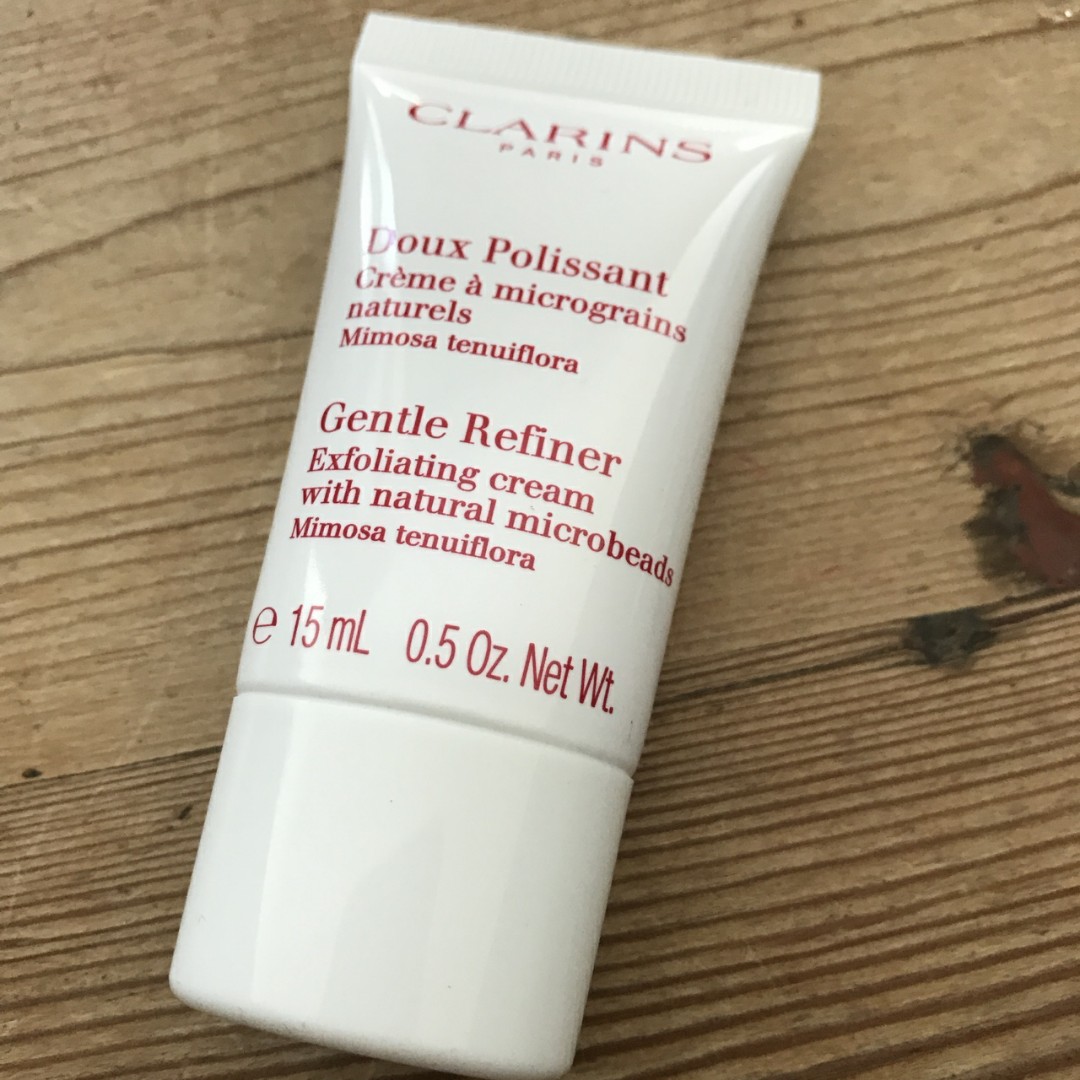 CLARINS
PARIS
Doux Polissant
Crème à micrograins
naturels
Mimosa tenuiflora
Gentle Refiner
Exfoliating cream
with natural microbeads
Mimosa tenuiflora
℮ 15 mL 0.5 Oz. Net Wt.